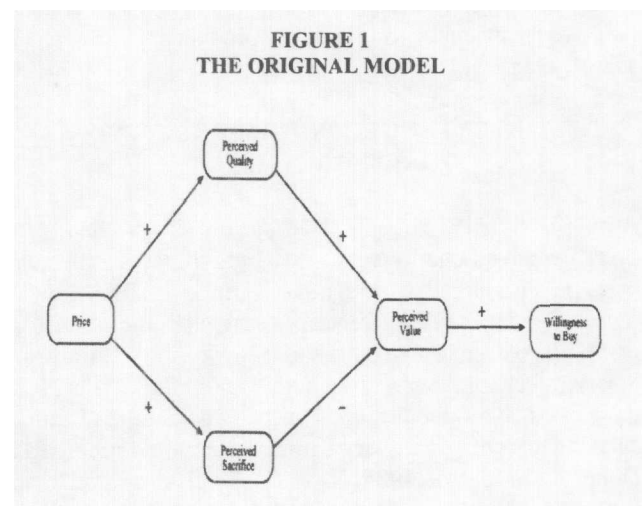 FIGURE 1
THE ORIGINAL MODEL
Perceived
Quality
+
+
Price
Perceived
Value
+
Willingness
to Buy
+
-
Perceived
Sacrifice